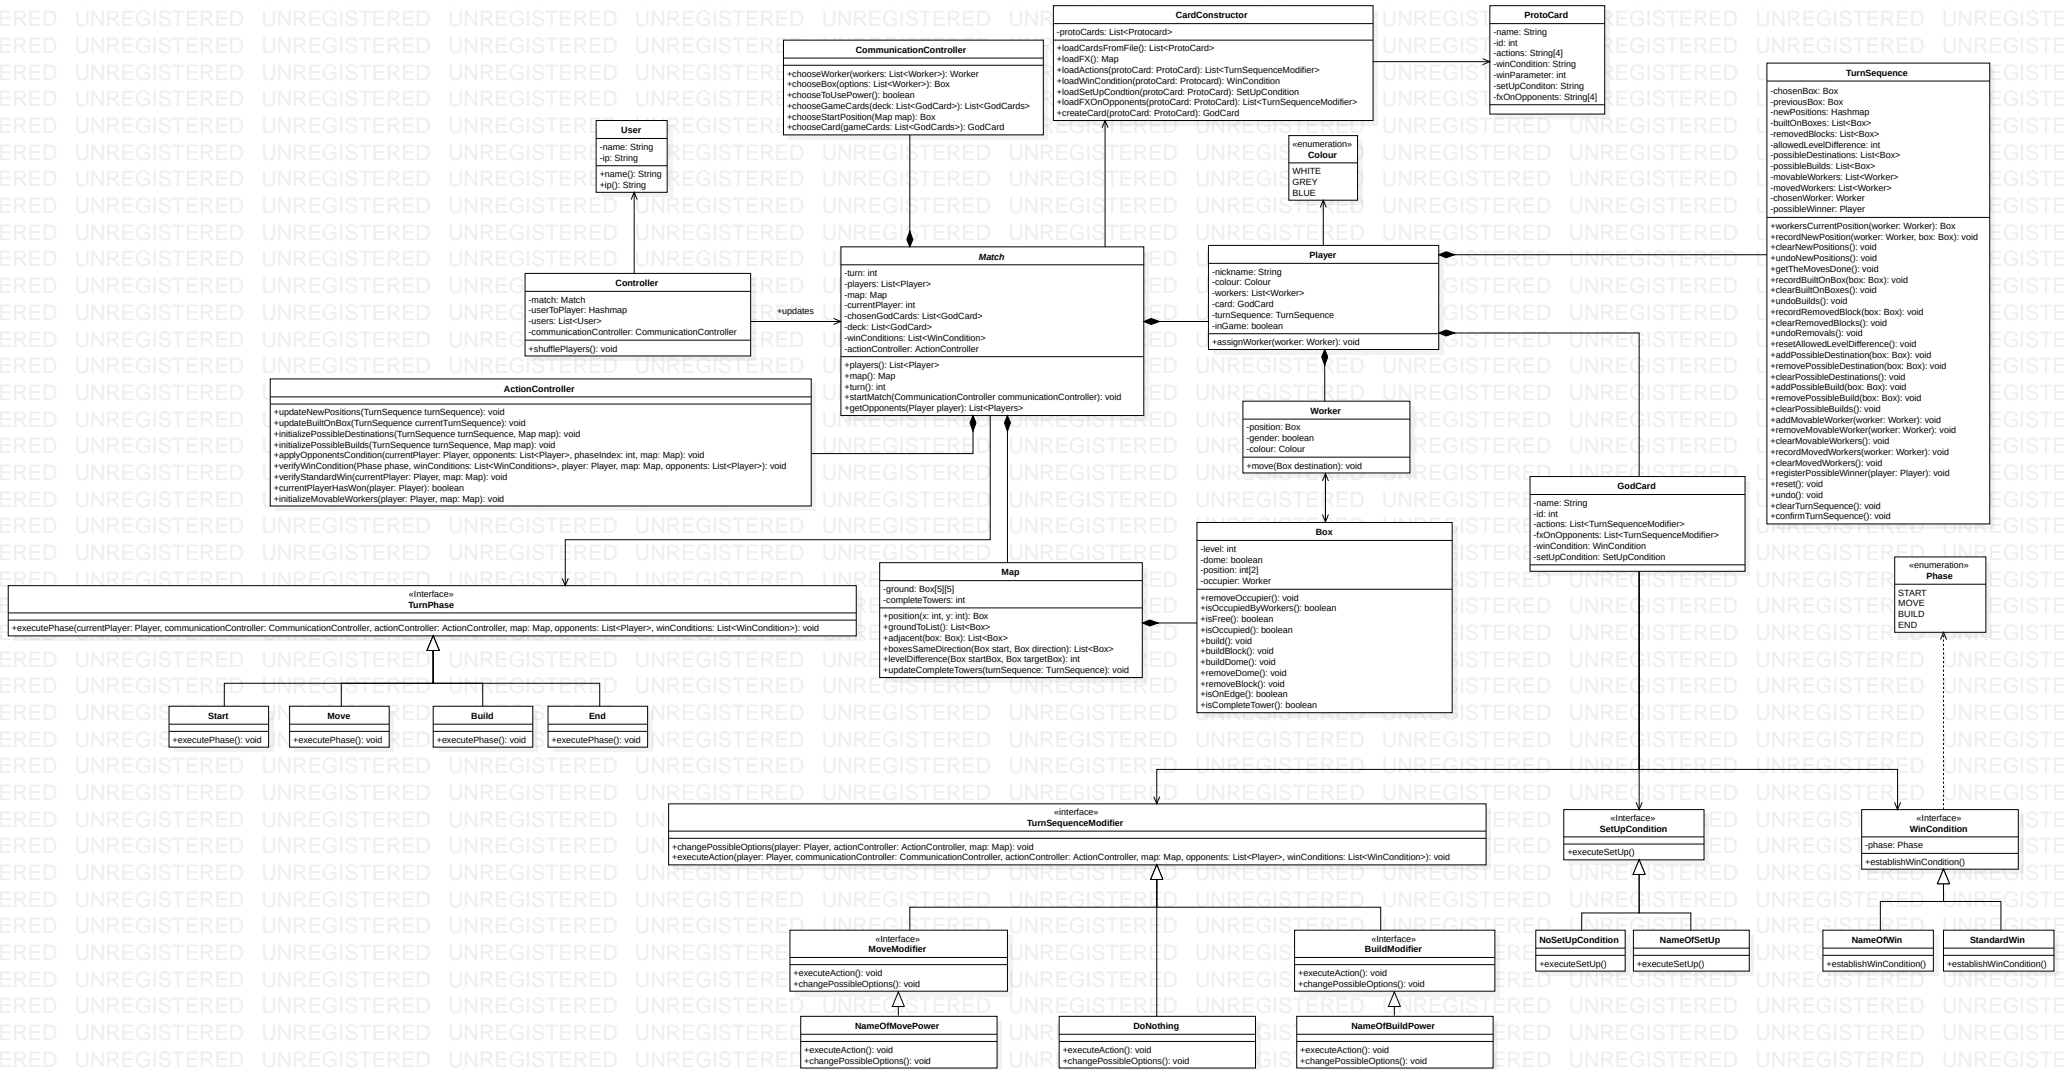 CardConstructor
-protoCards: List<Protocard>
+loadCardsFromFile(): List<ProtoCard>
+loadFX(): Map
+loadActions(protoCard: ProtoCard): List<TurnSequenceModifier>
+loadWinCondition(protoCard: Protocard): WinCondition
+loadSetUpCondtion(protoCard: ProtoCard): SetUpCondition
+loadFXOnOpponents(protoCard: ProtoCard): List<TurnSequenceModifier>
+createCard(protoCard: ProtoCard): GodCard
ProtoCard
-name: String
-id: int
-actions: String[4]
-winCondition: String
-winParameter: int
-setUpConditon: String
-fxOnOpponents: String[4]
CommunicationController
+chooseWorker(workers: List<Worker>): Worker
+chooseBox(options: List<Worker>): Box
+chooseToUsePower(): boolean
+chooseGameCards(deck: List<GodCard>): List<GodCards>
+chooseStartPosition(Map map): Box
+chooseCard(gameCards: List<GodCards>): GodCard
TurnSequence
-chosenBox: Box
-previousBox: Box
-newPositions: Hashmap
-builtOnBoxes: List<Box>
-removedBlocks: List<Box>
-allowedLevelDifference: int
-possibleDestinations: List<Box>
-possibleBuilds: List<Box>
-movableWorkers: List<Worker>
-movedWorkers: List<Worker>
-chosenWorker: Worker
-possibleWinner: Player
+workersCurrentPosition(worker: Worker): Box
+recordNewPosition(worker: Worker, box: Box): void
+clearNewPositions(): void
+undoNewPositions(): void
+getTheMovesDone(): void
+recordBuiltOnBox(box: Box): void
+clearBuiltOnBoxes(): void
+undoBuilds(): void
+recordRemovedBlock(box: Box): void
+clearRemovedBlocks(): void
+undoRemovals(): void
+resetAllowedLevelDifference(): void
+addPossibleDestination(box: Box): void
+removePossibleDestination(box: Box): void
+clearPossibleDestinations(): void
+addPossibleBuild(box: Box): void
+removePossibleBuild(box: Box): void
+clearPossibleBuilds(): void
+addMovableWorker(worker: Worker): void
+removeMovableWorker(worker: Worker): void
+clearMovableWorkers(): void
+recordMovedWorkers(worker: Worker): void
+clearMovedWorkers(): void
+registerPossibleWinner(player: Player): void
+reset(): void
+undo(): void
+clearTurnSequence(): void
+confirmTurnSequence(): void
User
-name: String
-ip: String
+name(): String
+ip(): String
«enumeration»
Colour
WHITE
GREY
BLUE
Match
-turn: int
-players: List<Player>
-map: Map
-currentPlayer: int
-chosenGodCards: List<GodCard>
-deck: List<GodCard>
-winConditions: List<WinCondition>
-actionController: ActionController
+players(): List<Player>
+map(): Map
+turn(): int
+startMatch(CommunicationController communicationController): void
+getOpponents(Player player): List<Players>
Player
-nickname: String
-colour: Colour
-workers: List<Worker>
-card: GodCard
-turnSequence: TurnSequence
-inGame: boolean
+assignWorker(worker: Worker): void
Controller
-match: Match
-userToPlayer: Hashmap
-users: List<User>
-communicationController: CommunicationController
+shufflePlayers(): void
+updates
ActionController
+updateNewPositions(TurnSequence turnSequence): void
+updateBuiltOnBox(TurnSequence currentTurnSequence): void
+initializePossibleDestinations(TurnSequence turnSequence, Map map): void
+initializePossibleBuilds(TurnSequence turnSequence, Map map): void
+applyOpponentsCondition(currentPlayer: Player, opponents: List<Player>, phaseIndex: int, map: Map): void
+verifyWinCondition(Phase phase, winConditions: List<WinConditions>, player: Player, map: Map, opponents: List<Player>): void
+verifyStandardWin(currentPlayer: Player, map: Map): void
+currentPlayerHasWon(player: Player): boolean
+initializeMovableWorkers(player: Player, map: Map): void
Worker
-position: Box
-gender: boolean
-colour: Colour
+move(Box destination): void
GodCard
-name: String
-id: int
-actions: List<TurnSequenceModifier>
-fxOnOpponents: List<TurnSequenceModifier>
-winCondition: WinCondition
-setUpCondition: SetUpCondition
Box
-level: int
-dome: boolean
-position: int[2]
-occupier: Worker
+removeOccupier(): void
+isOccupiedByWorkers(): boolean
+isFree(): boolean
+isOccupied(): boolean
+build(): void
+buildBlock(): void
+buildDome(): void
+removeDome(): void
+removeBlock(): void
+isOnEdge(): boolean
+isCompleteTower(): boolean
«enumeration»
Phase
START
MOVE
BUILD
END
Map
-ground: Box[5][5]
-completeTowers: int
+position(x: int, y: int): Box
+groundToList(): List<Box>
+adjacent(box: Box): List<Box>
+boxesSameDirection(Box start, Box direction): List<Box>
+levelDifference(Box startBox, Box targetBox): int
+updateCompleteTowers(turnSequence: TurnSequence): void
«Interface»
TurnPhase
+executePhase(currentPlayer: Player, communicationController: CommunicationController, actionController: ActionController, map: Map, opponents: List<Player>, winConditions: List<WinCondition>): void
Start
+executePhase(): void
Move
+executePhase(): void
Build
+executePhase(): void
End
+executePhase(): void
«interface»
TurnSequenceModifier
+changePossibleOptions(player: Player, actionController: ActionController, map: Map): void
+executeAction(player: Player, communicationController: CommunicationController, actionController: ActionController, map: Map, opponents: List<Player>, winConditions: List<WinCondition>): void
«Interface»
SetUpCondition
+executeSetUp()
«Interface»
WinCondition
-phase: Phase
+establishWinCondition()
«Interface»
MoveModifier
+executeAction(): void
+changePossibleOptions(): void
«Interface»
BuildModifier
+executeAction(): void
+changePossibleOptions(): void
NoSetUpCondition
+executeSetUp()
NameOfSetUp
+executeSetUp()
NameOfWin
+establishWinCondition()
StandardWin
+establishWinCondition()
NameOfMovePower
+executeAction(): void
+changePossibleOptions(): void
DoNothing
+executeAction(): void
+changePossibleOptions(): void
NameOfBuildPower
+executeAction(): void
+changePossibleOptions(): void
UNREGISTERED